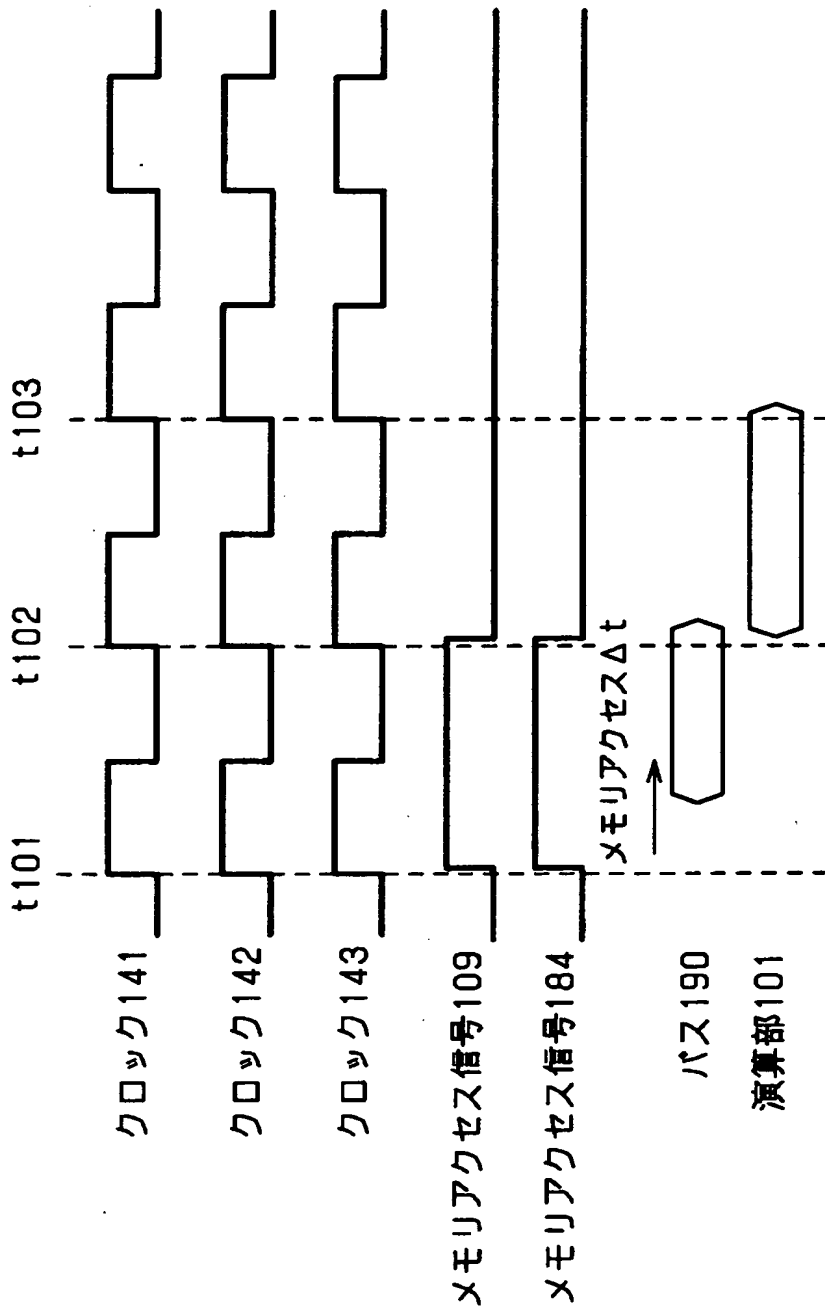 t101
t102
t103
クロック141
クロック142
クロック143
メモリアクセス信号109
メモリアクセス信号184
メモリアクセスΔt
バス190
演算部101